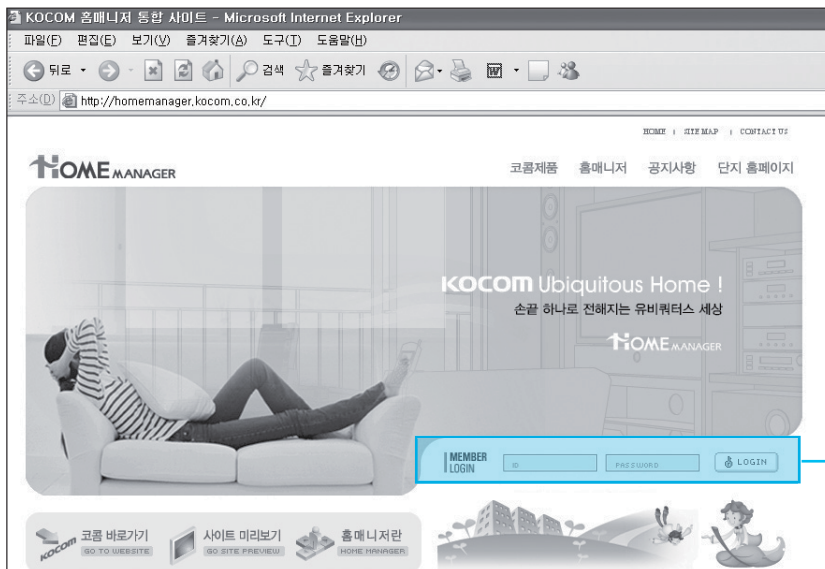 KOCOM 홈매니저 통합 사이트 - Microsoft Internet Explorer
파일(F) 편집(E) 보기(V) 즐겨찾기(A) 도구(T) 도움말(H)
뒤로 검색 즐겨찾기
주소(D) http://homemanager.kocom.co.kr/
HOME | SITE MAP | CONTACT US
HOME MANAGER 코콤제품 홈매니저 공지사항 단지 홈페이지
KOCOM Ubiquitous Home !
손끝 하나로 전해지는 유비쿼터스 세상
HOME MANAGER
MEMBER
LOGIN ID PASSWORD LOGIN
코콤 바로가기 사이트 미리보기 홈매니저란
KOCOM GO TO WEBSITE GO SITE PREVIEW HOME MANAGER